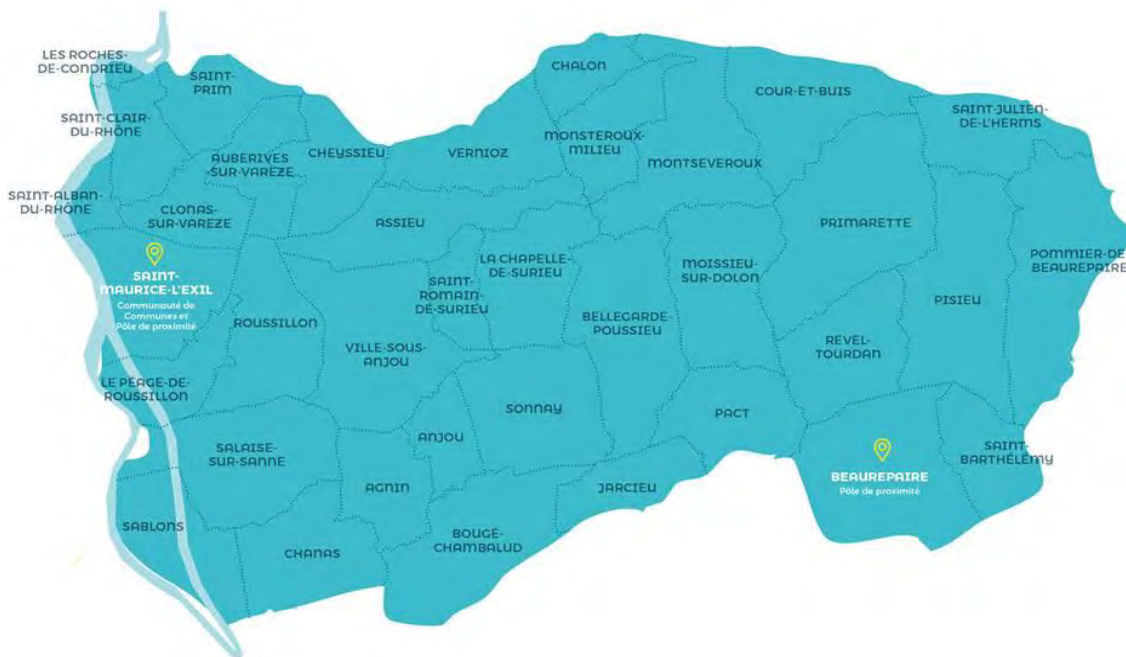 LES ROCHES-
DE-CONDRIEU
SAINT-
PRIM
CHALON
COUR-ET-BUIS
SAINT-JULIEN-
DE-L'HERMS
SAINT-CLAIR-
DU-RHÔNE
AUBERIVES
-SUR-VARÈZE
CHEYSSIEU
VERNIOZ
MONSTEROUX-
MILIEU
MONTSEVEROUX
SAINT-ALBAN-
DU-RHÔNE
CLONAS-
SUR-VAREZE
ASSIEU
PRIMARETTE
LA CHAPELLE-
DE-SURIEU
MOISSIEU-
SUR-DOLON
POMMIER-DE-
BEAUREPAIRE
SAINT-
MAURICE-L'EXIL
Communauté de
Communes et
Pôle de proximité
SAINT-
ROMAIN-
DE-SURIEU
PISIEU
ROUSSILLON
BELLEGARDE-
POUSSIEU
VILLE-SOUS-
ANJOU
REVEL-
TOURDAN
LE PÉAGE-DE-
ROUSSILLON
SONNAY
PACT
ANJOU
SALAISE-
SUR-SANNE
SAINT-
BARTHÉLÉMY
BEAUREPAIRE
Pôle de proximité
AGNIN
JARCIEU
SABLONS
BOUGÉ-
CHAMBALUD
CHANAS